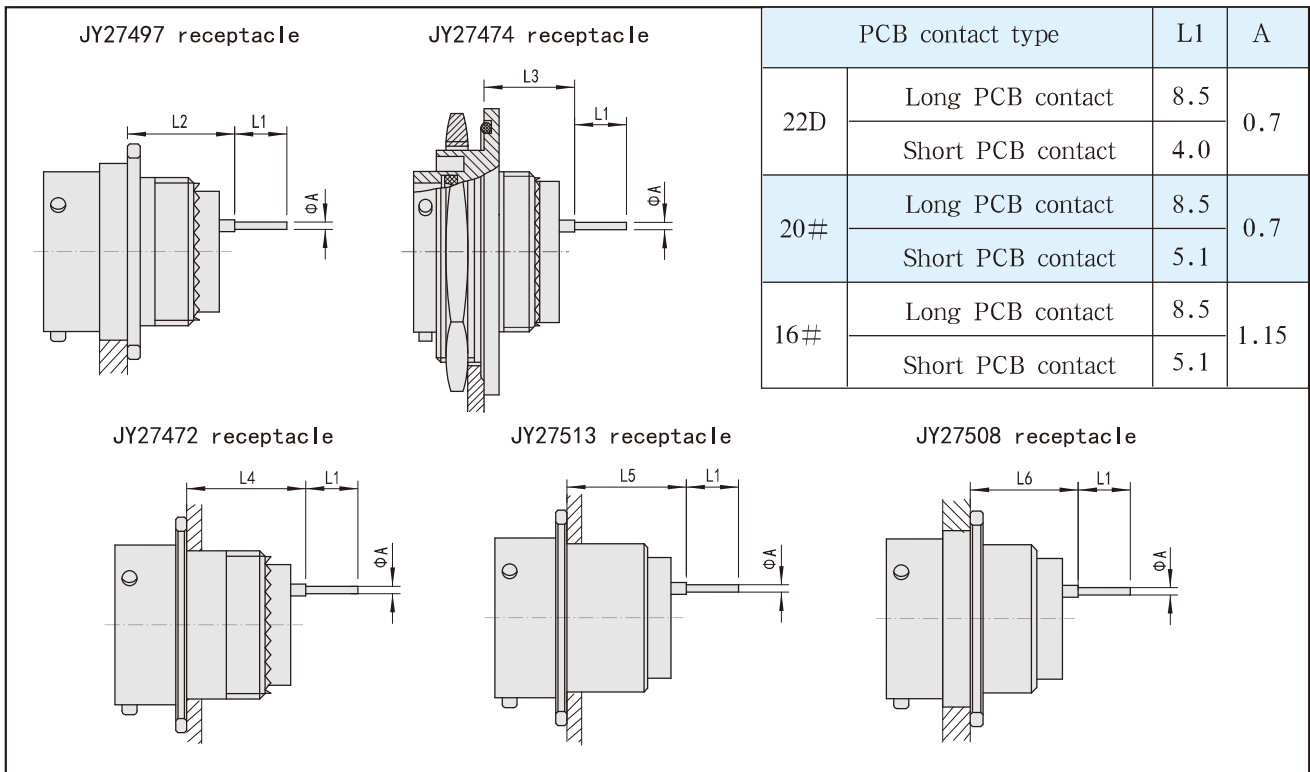 JY27497 receptacle
L2 L1
ΦA
JY27474 receptacle
L3
L1
ΦA
PCB contact type L1 A
22D Long PCB contact 8.5 0.7
Short PCB contact 4.0
20# Long PCB contact 8.5 0.7
Short PCB contact 5.1
16# Long PCB contact 8.5 1.15
Short PCB contact 5.1
JY27472 receptacle
L4 L1
ΦA
JY27513 receptacle
L5 L1
ΦA
JY27508 receptacle
L6 L1
ΦA